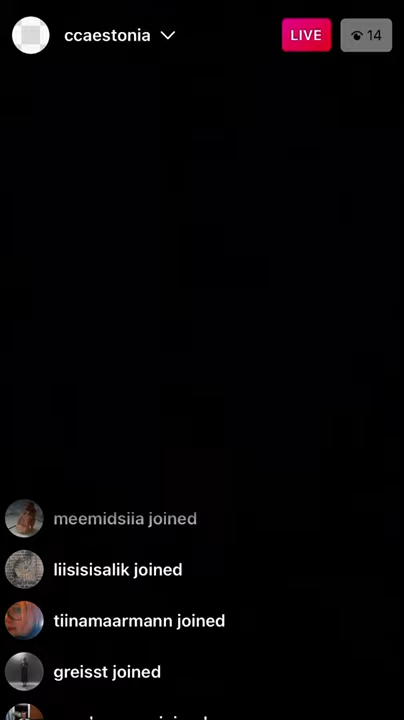 ccaestonia
LIVE
14
meemidsiia joined
liisisisalik joined
tiinamaarmann joined
greisst joined